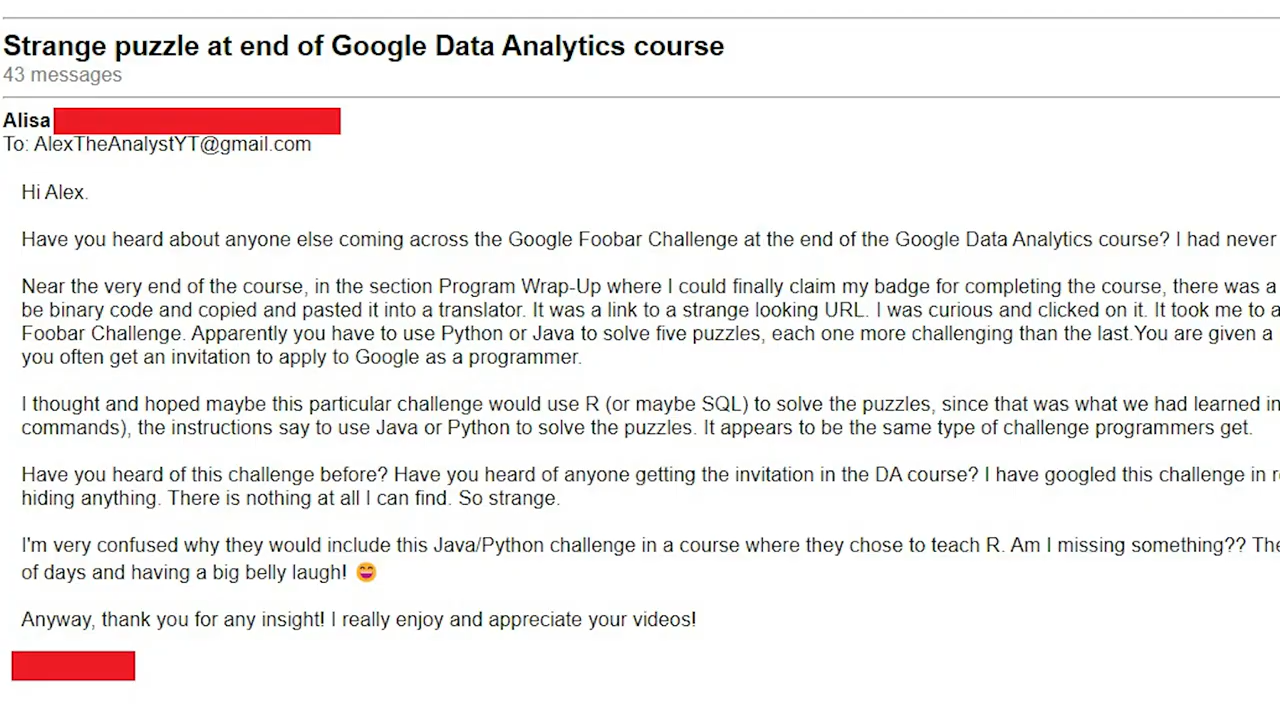 Strange puzzle at end of Google Data Analytics course
43 messages
Alisa
To: AlexTheAnalystYT@gmail.com
Hi Alex.
Have you heard about anyone else coming across the Google Foobar Challenge at the end of the Google Data Analytics course? I had never
Near the very end of the course, in the section Program Wrap-Up where I could finally claim my badge for completing the course, there was a
be binary code and copied and pasted it into a translator. It was a link to a strange looking URL. I was curious and clicked on it. It took me to a
Foobar Challenge. Apparently you have to use Python or Java to solve five puzzles, each one more challenging than the last.You are given a
you often get an invitation to apply to Google as a programmer.
I thought and hoped maybe this particular challenge would use R (or maybe SQL) to solve the puzzles, since that was what we had learned in
commands), the instructions say to use Java or Python to solve the puzzles. It appears to be the same type of challenge programmers get.
Have you heard of this challenge before? Have you heard of anyone getting the invitation in the DA course? I have googled this challenge in
hiding anything. There is nothing at all I can find. So strange.
I'm very confused why they would include this Java/Python challenge in a course where they chose to teach R. Am I missing something??
of days and having a big belly laugh! 😄
Anyway, thank you for any insight! I really enjoy and appreciate your videos!